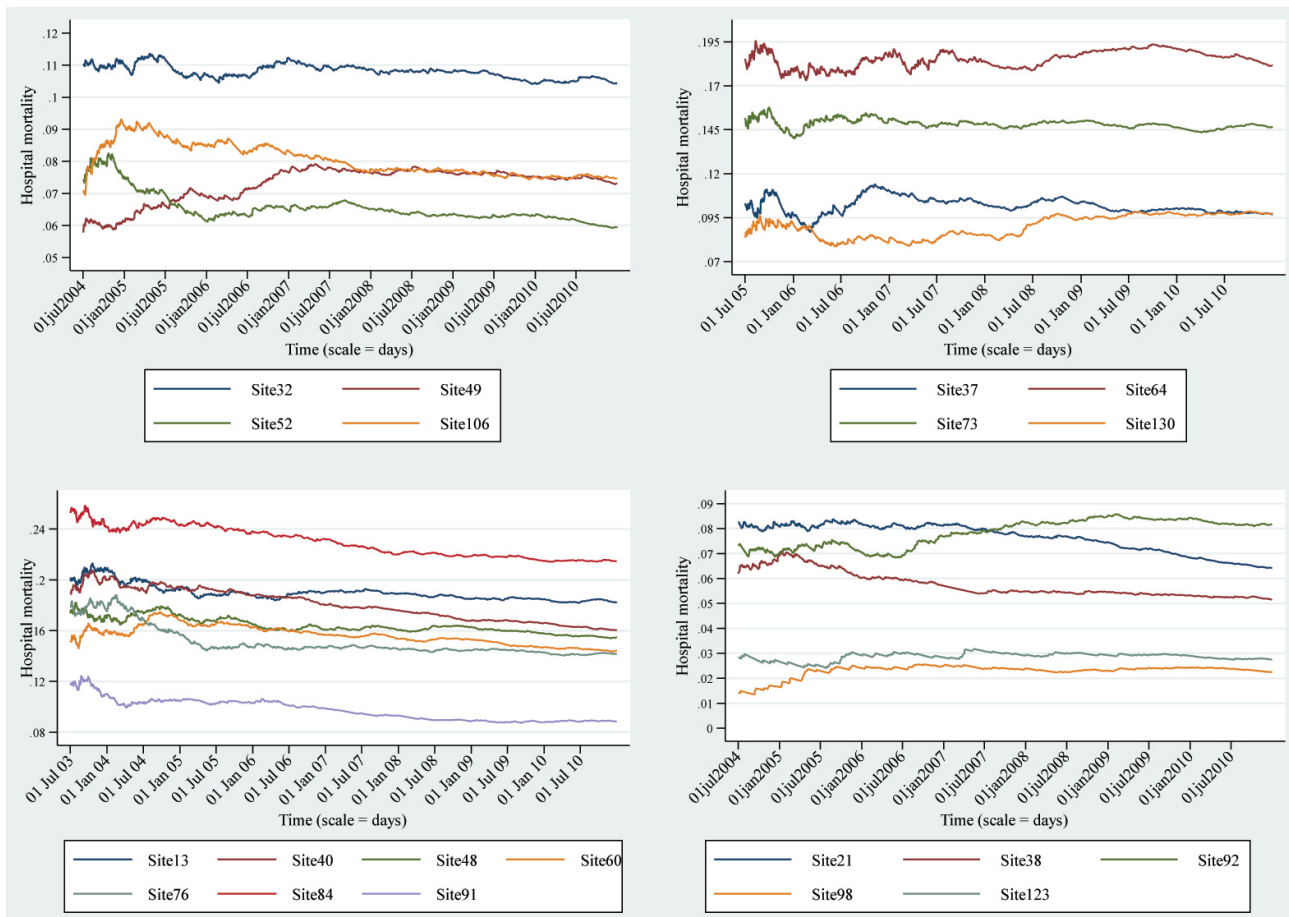 Hospital mortality
.12
.11
.1
.09
.08
.07
.06
.05
01jul2004
01jan2005
01jul2005
01jan2006
01jul2006
01jan2007
01jul2007
01jan2008
01jul2008
01jan2009
01jul2009
01jan2010
01jul2010
Time (scale = days)
Site32 Site49
Site52 Site106
Hospital mortality
.195
.17
.145
.12
.095
.07
01 Jul 05
01 Jan 06
01 Jul 06
01 Jan 07
01 Jul 07
01 Jan 08
01 Jul 08
01 Jan 09
01 Jul 09
01 Jan 10
01 Jul 10
Time (scale = days)
Site37 Site64
Site73 Site130
Hospital mortality
.24
.2
.16
.12
.08
01 Jul 03
01 Jan 04
01 Jul 04
01 Jan 05
01 Jul 05
01 Jan 06
01 Jul 06
01 Jan 07
01 Jul 07
01 Jan 08
01 Jul 08
01 Jan 09
01 Jul 09
01 Jan 10
01 Jul 10
Time (scale = days)
Site13 Site40 Site48 Site60
Site76 Site84 Site91
Hospital mortality
.09
.08
.07
.06
.05
.04
.03
.02
.01
0
01jul2004
01jan2005
01jul2005
01jan2006
01jul2006
01jan2007
01jul2007
01jan2008
01jul2008
01jan2009
01jul2009
01jan2010
01jul2010
Time (scale = days)
Site21 Site38 Site92
Site98 Site123